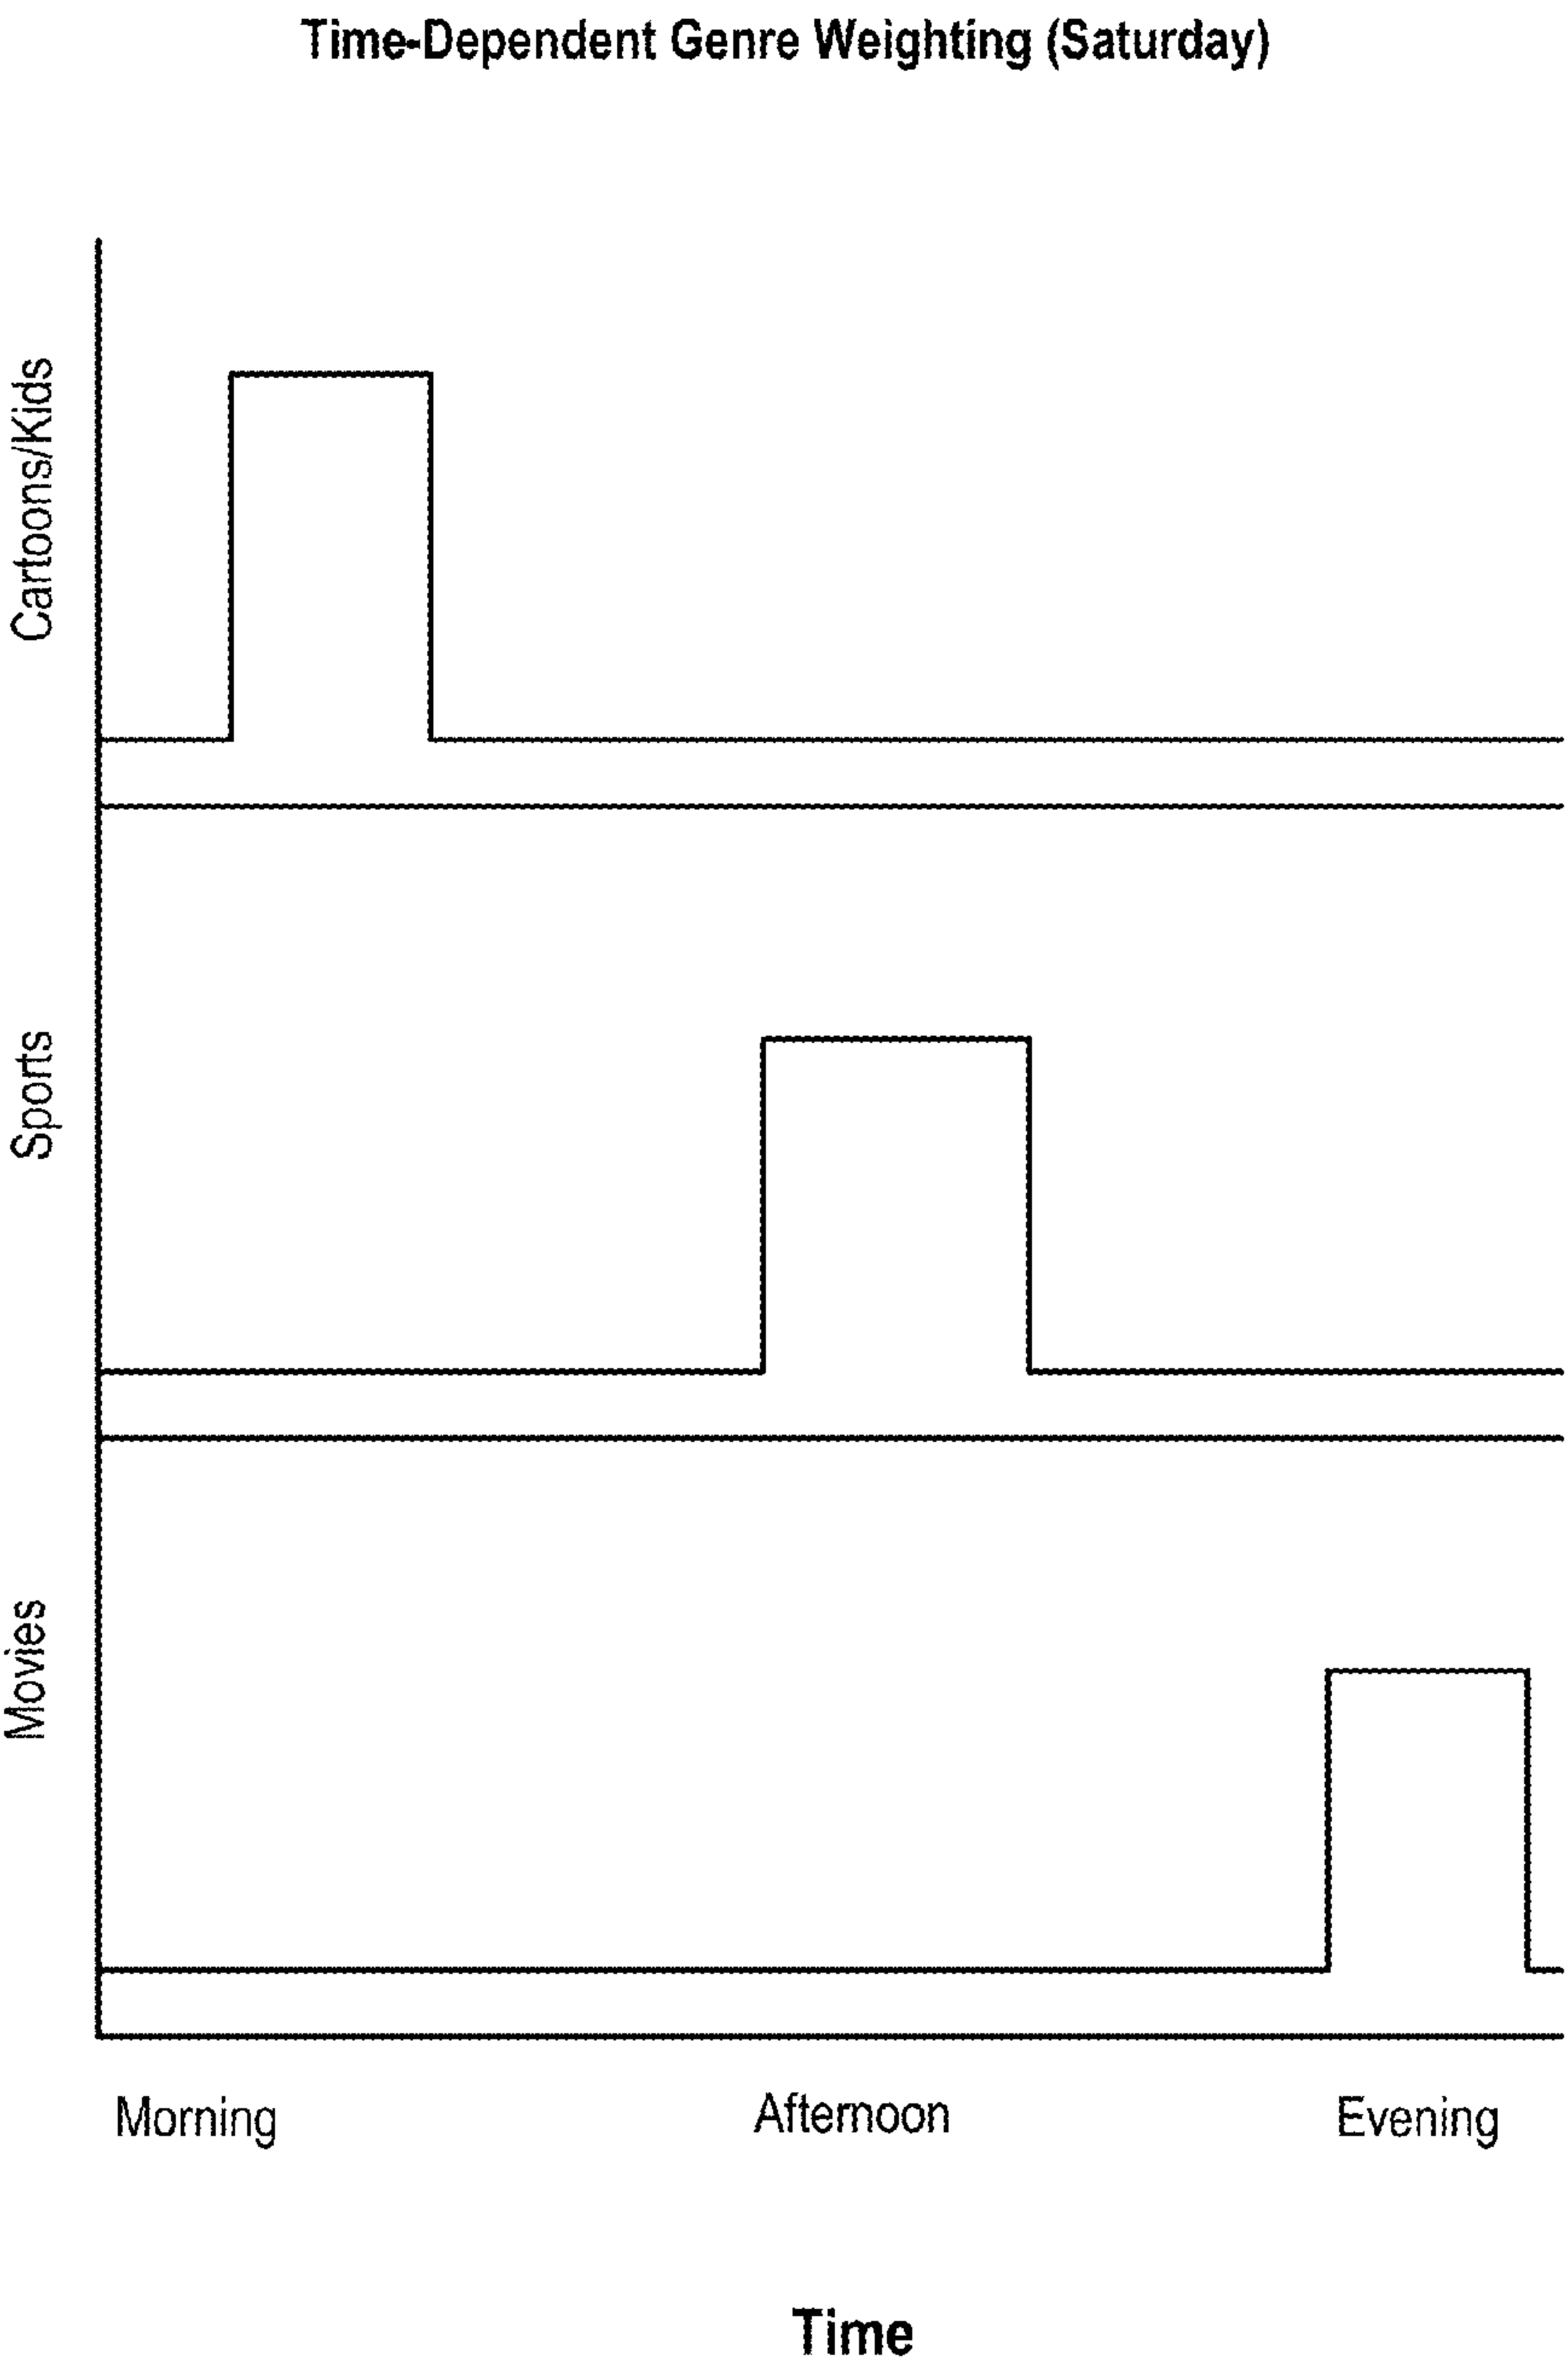 Time-Dependent Genre Weighting (Saturday)
Cartoons/Kids
Sports
Movies
Morning Afternoon Evening
Time